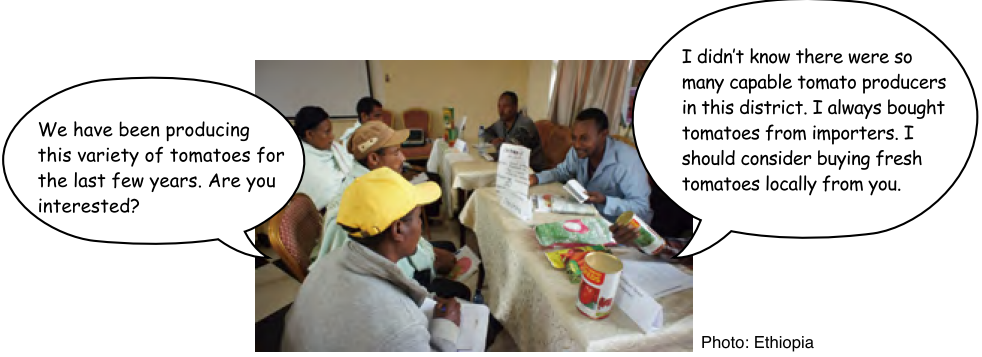 We have been producing
this variety of tomatoes for
the last few years. Are you
interested?
I didn't know there were so
many capable tomato producers
in this district. I always bought
tomatoes from importers. I
should consider buying fresh
tomatoes locally from you.
Photo: Ethiopia